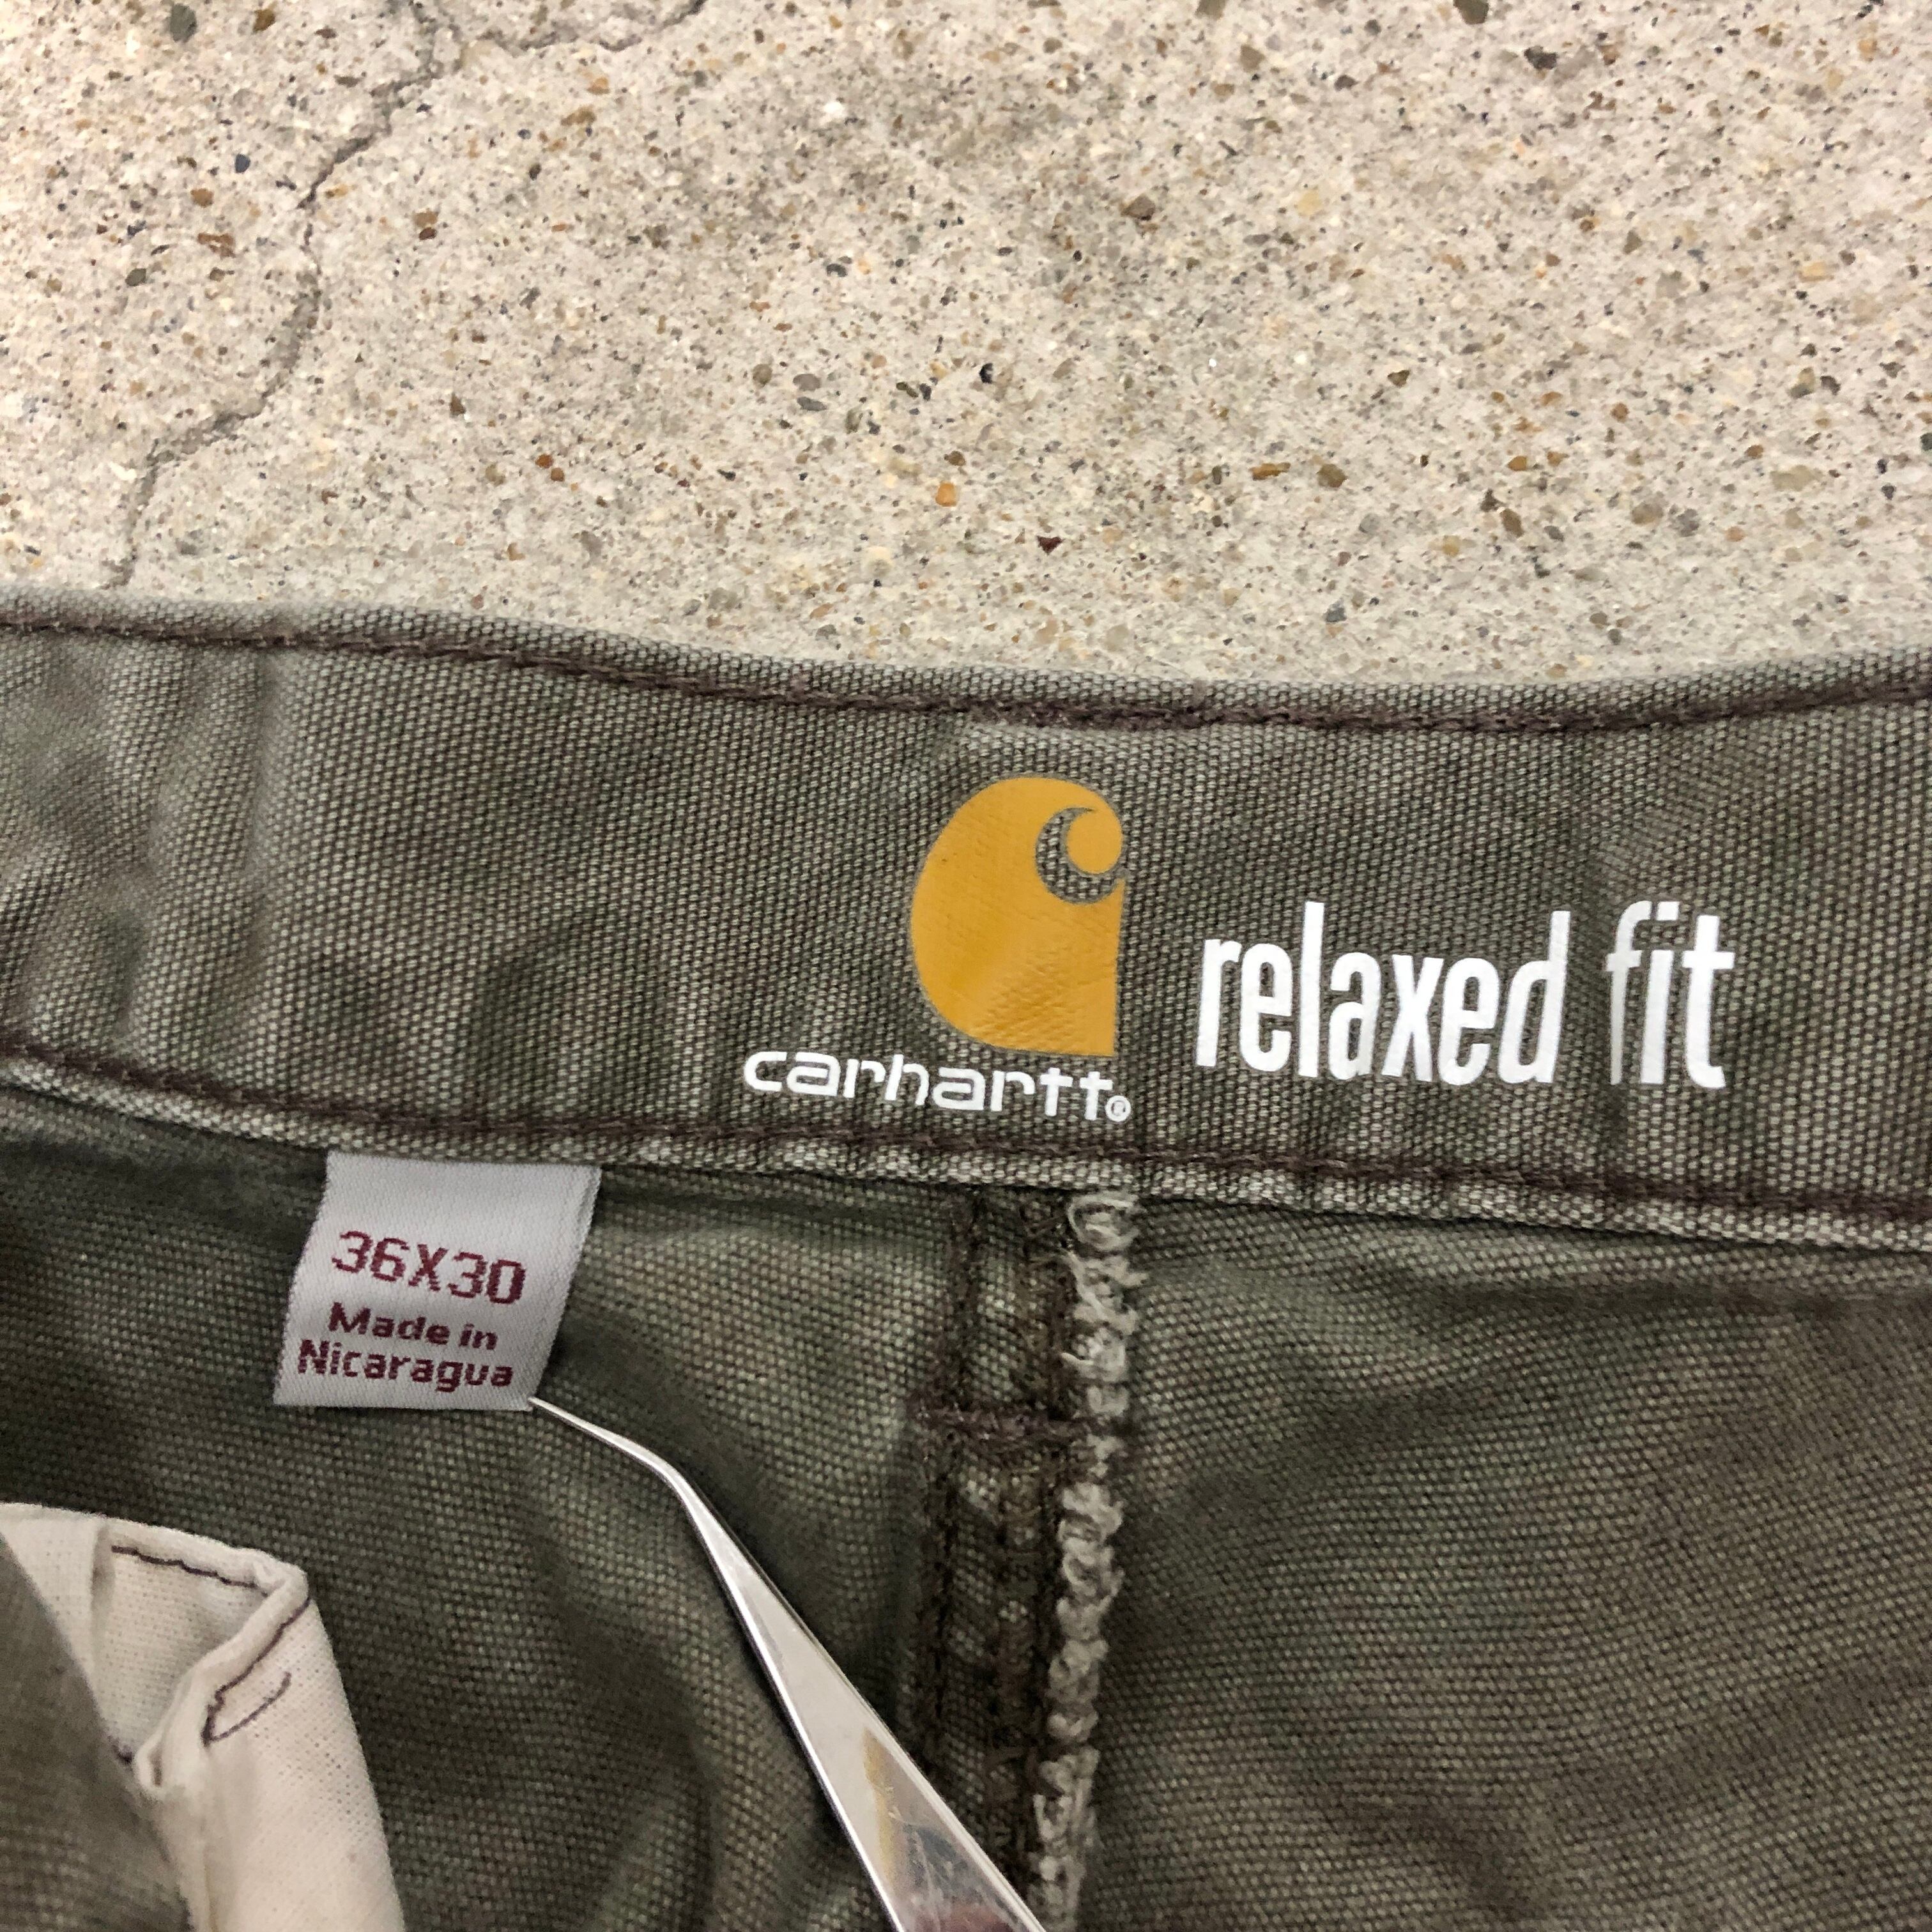 carhartt®
relaxed fit
36X30
Made in
Nicaragua